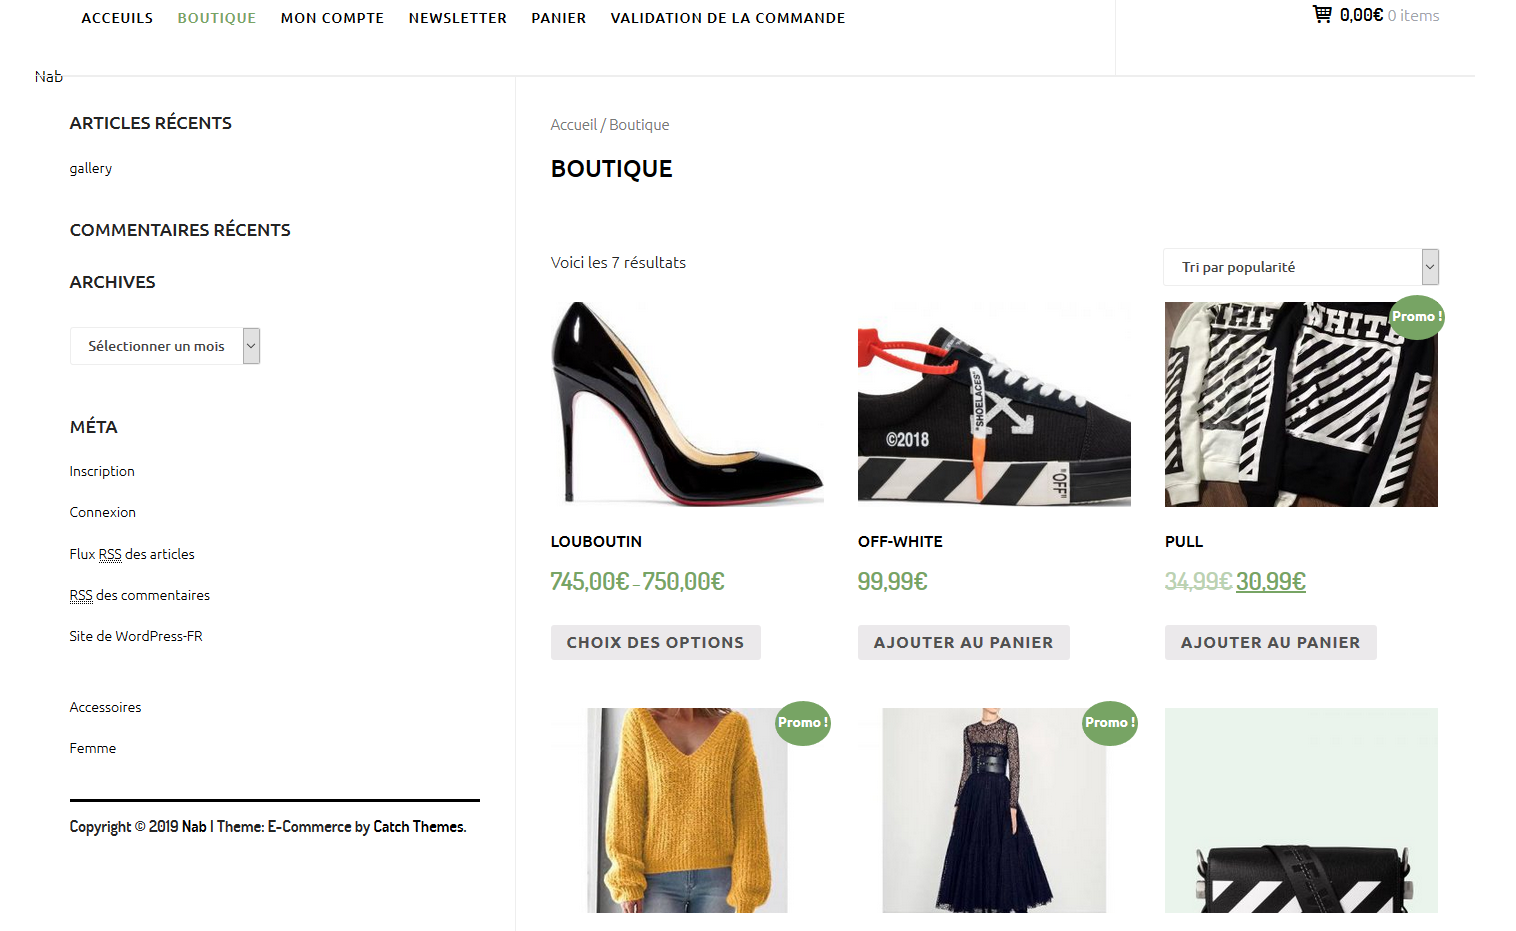 ACCEUILS BOUTIQUE MON COMPTE NEWSLETTER PANIER VALIDATION DE LA COMMANDE
0,00€ 0 items
Nab
ARTICLES RÉCENTS
gallery
COMMENTAIRES RÉCENTS
ARCHIVES
Sélectionner un mois
MÉTA
Inscription
Connexion
Flux RSS des articles
RSS des commentaires
Site de WordPress-FR
Accessoires
Femme
Copyright © 2019 Nab | Theme: E-Commerce by Catch Themes.
Accueil / Boutique
BOUTIQUE
Voici les 7 résultats
Tri par popularité
"SHOELACES"
©2018
OFF"
Promo !
WHITE
LOUBOUTIN
745,00€ – 750,00€
CHOIX DES OPTIONS
OFF-WHITE
99,99€
AJOUTER AU PANIER
PULL
34,99€ 30,99€
AJOUTER AU PANIER
Promo !
Promo !